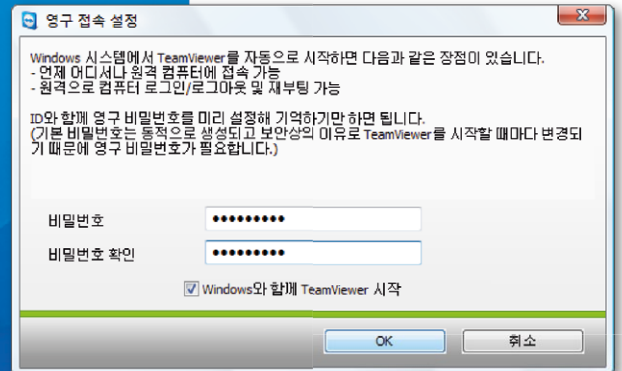 영구 접속 설정
Windows 시스템에서 TeamViewer를 자동으로 시작하면 다음과 같은 장점이 있습니다.
- 언제 어디서나 원격 컴퓨터에 접속 가능
- 원격으로 컴퓨터 로그인/로그아웃 및 재부팅 가능
ID와 함께 영구 비밀번호를 미리 설정해 기억하기만 하면 됩니다.
(기본 비밀번호는 동적으로 생성되고 보안상의 이유로 TeamViewer를 시작할 때마다 변경되
기 때문에 영구 비밀번호가 필요합니다.)
비밀번호 •••••••••
비밀번호 확인 •••••••••
Windows와 함께 TeamViewer 시작
OK 취소